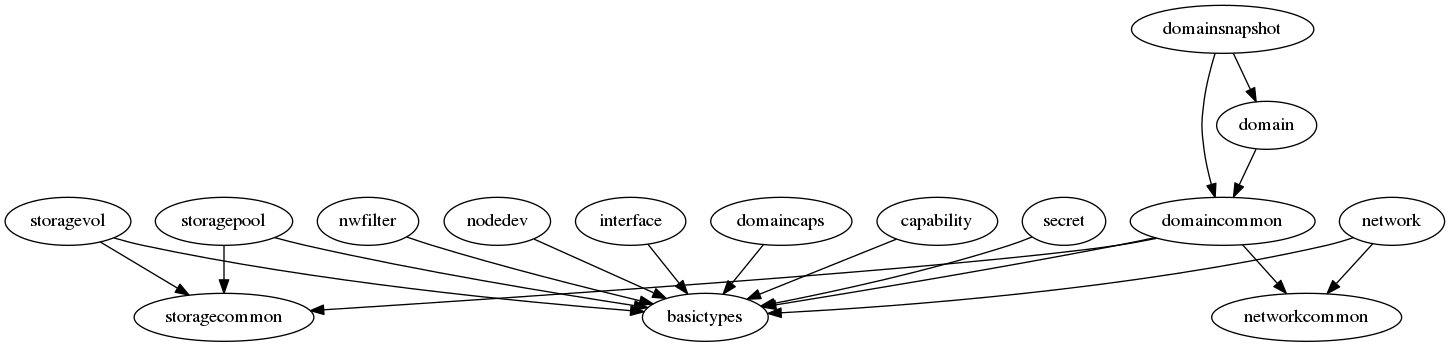 domainsnapshot
domain
storagevol
storagepool
nwfilter
nodedev
interface
domaincaps
capability
secret
domaincommon
network
storagecommon
basictypes
networkcommon